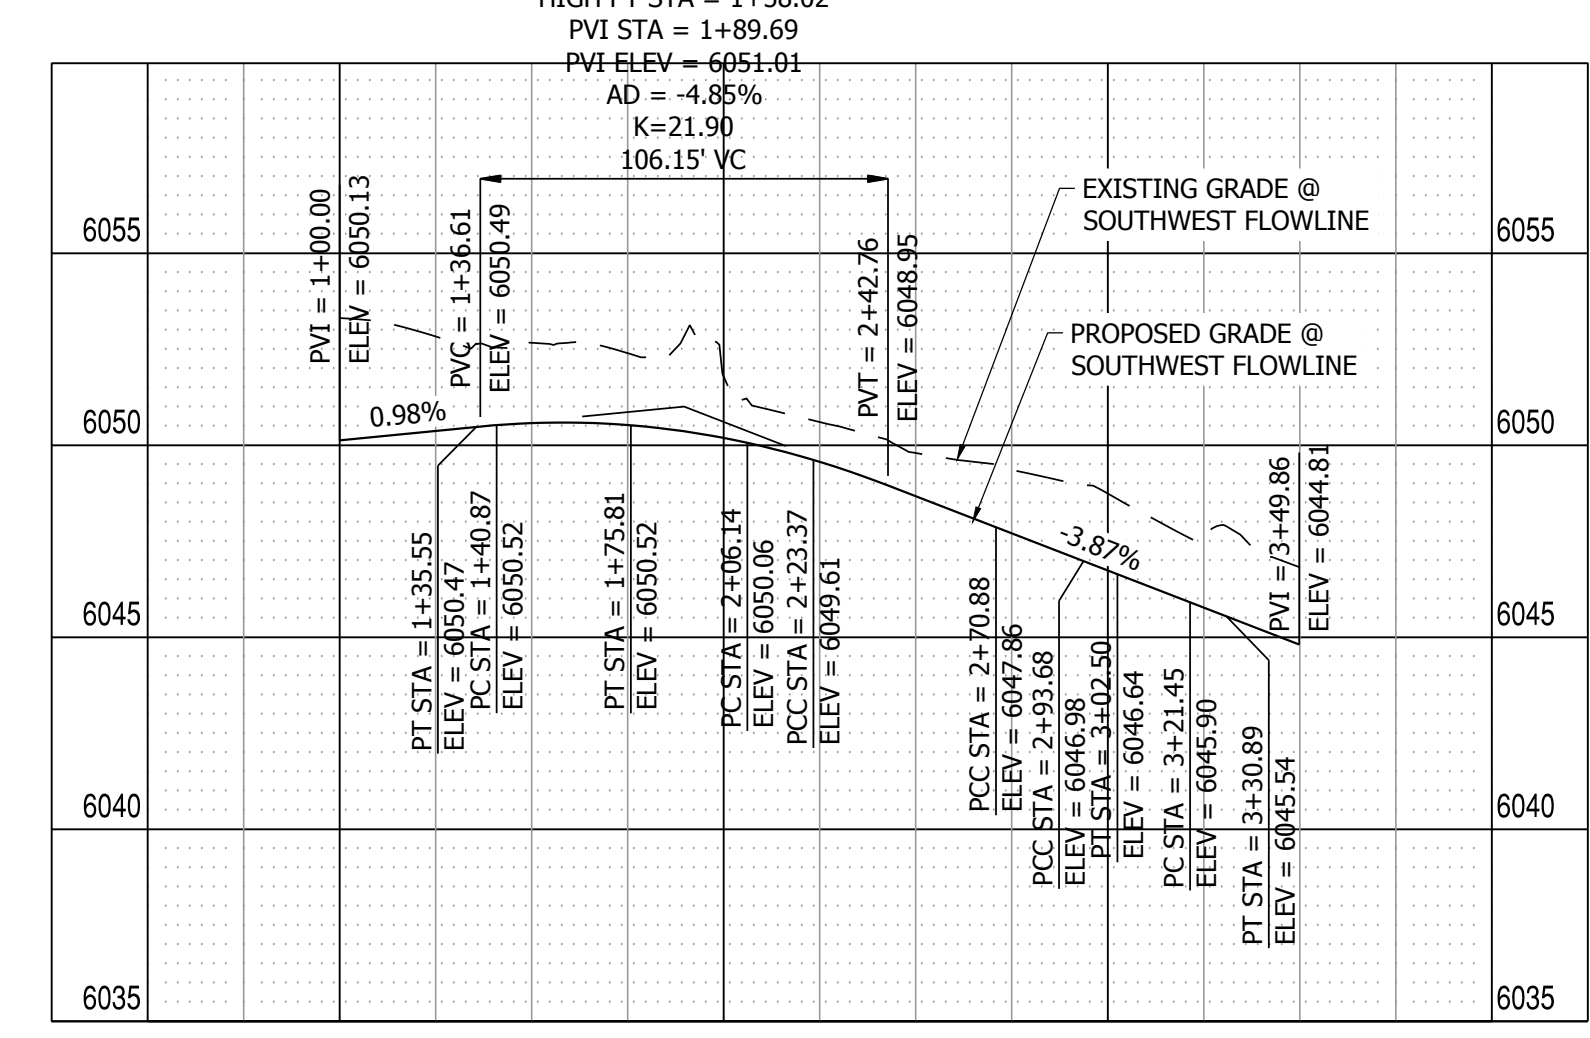 HIGH PT STA = 1+58.02
PVI STA = 1+89.69
PVI ELEV = 6051.01
AD = -4.85%
K=21.90
106.15' VC
EXISTING GRADE @
SOUTHWEST FLOWLINE
PROPOSED GRADE @
SOUTHWEST FLOWLINE
PVI = 1+00.00
ELEV = 6050.13
PVC = 1+36.61
ELEV = 6050.49
PVT = 2+42.76
ELEV = 6048.95
6055
6055
0.98%
6050
6050
-3.87%
PVI = 3+49.86
ELEV = 6044.81
PT STA = 1+35.55
ELEV = 6050.47
PC STA = 1+40.87
ELEV = 6050.52
PT STA = 1+75.81
ELEV = 6050.52
PC STA = 2+06.14
ELEV = 6050.06
PCC STA = 2+23.37
ELEV = 6049.61
PCC STA = 2+70.88
ELEV = 6047.86
PCC STA = 2+93.68
ELEV = 6046.98
PT STA = 3+02.50
ELEV = 6046.64
PC STA = 3+21.45
ELEV = 6045.90
PT STA = 3+30.89
ELEV = 6045.54
6045
6045
6040
6040
6035
6035